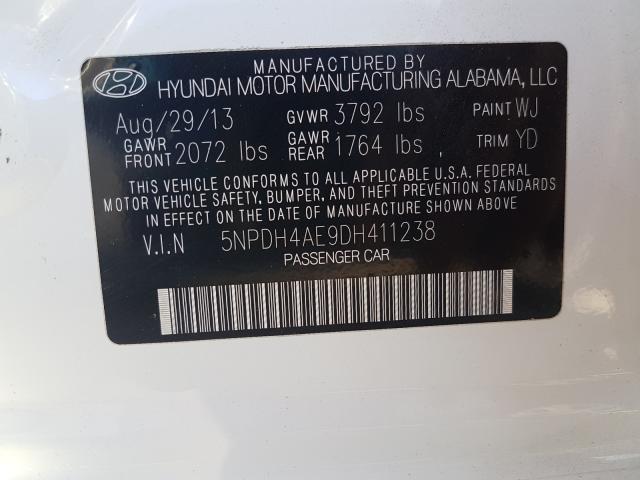 MANUFACTURED BY
HYUNDAI MOTOR MANUFACTURING ALABAMA, LLC
Aug/29/13 GVWR 3792 lbs PAINT WJ
GAWR FRONT 2072 lbs GAWR REAR 1764 lbs , TRIM YD
THIS VEHICLE CONFORMS TO ALL APPLICABLE U.S.A. FEDERAL
MOTOR VEHICLE SAFETY, BUMPER, AND THEFT PREVENTION STANDARDS
IN EFFECT ON THE DATE OF MANUFACTURE SHOWN ABOVE.
V.I.N 5NPDH4AE9DH411238
PASSENGER CAR